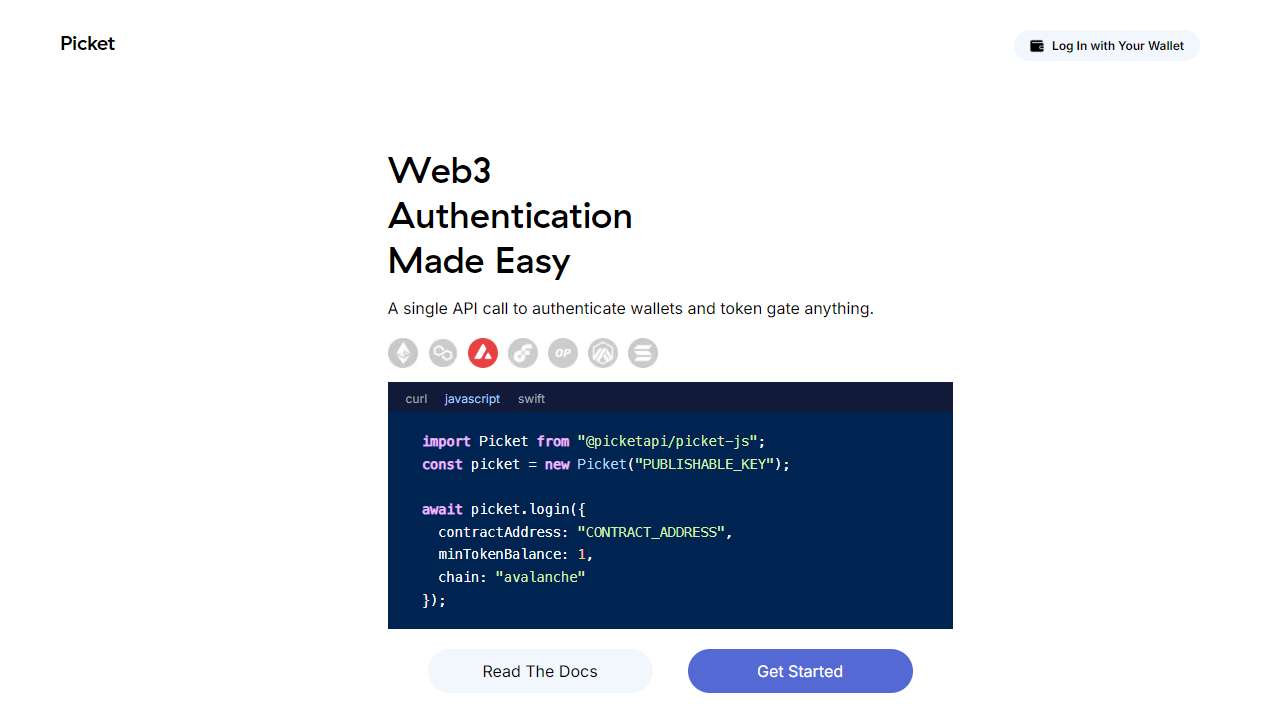 Picket
Log In with Your Wallet
Web3
Authentication
Made Easy
A single API call to authenticate wallets and token gate anything.
OP
curl javascript swift
import Picket from "@picketapi/picket-js";
const picket = new Picket("PUBLISHABLE_KEY");
await picket.login({
  contractAddress: "CONTRACT_ADDRESS",
  minTokenBalance: 1,
  chain: "avalanche"
});
Read The Docs
Get Started